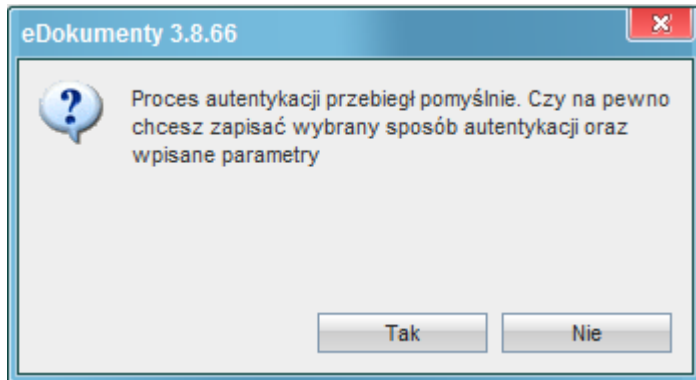 eDokumenty 3.8.66
Proces autentykacji przebiegł pomyślnie. Czy na pewno
chcesz zapisać wybrany sposób autentykacji oraz
wpisane parametry
Tak
Nie